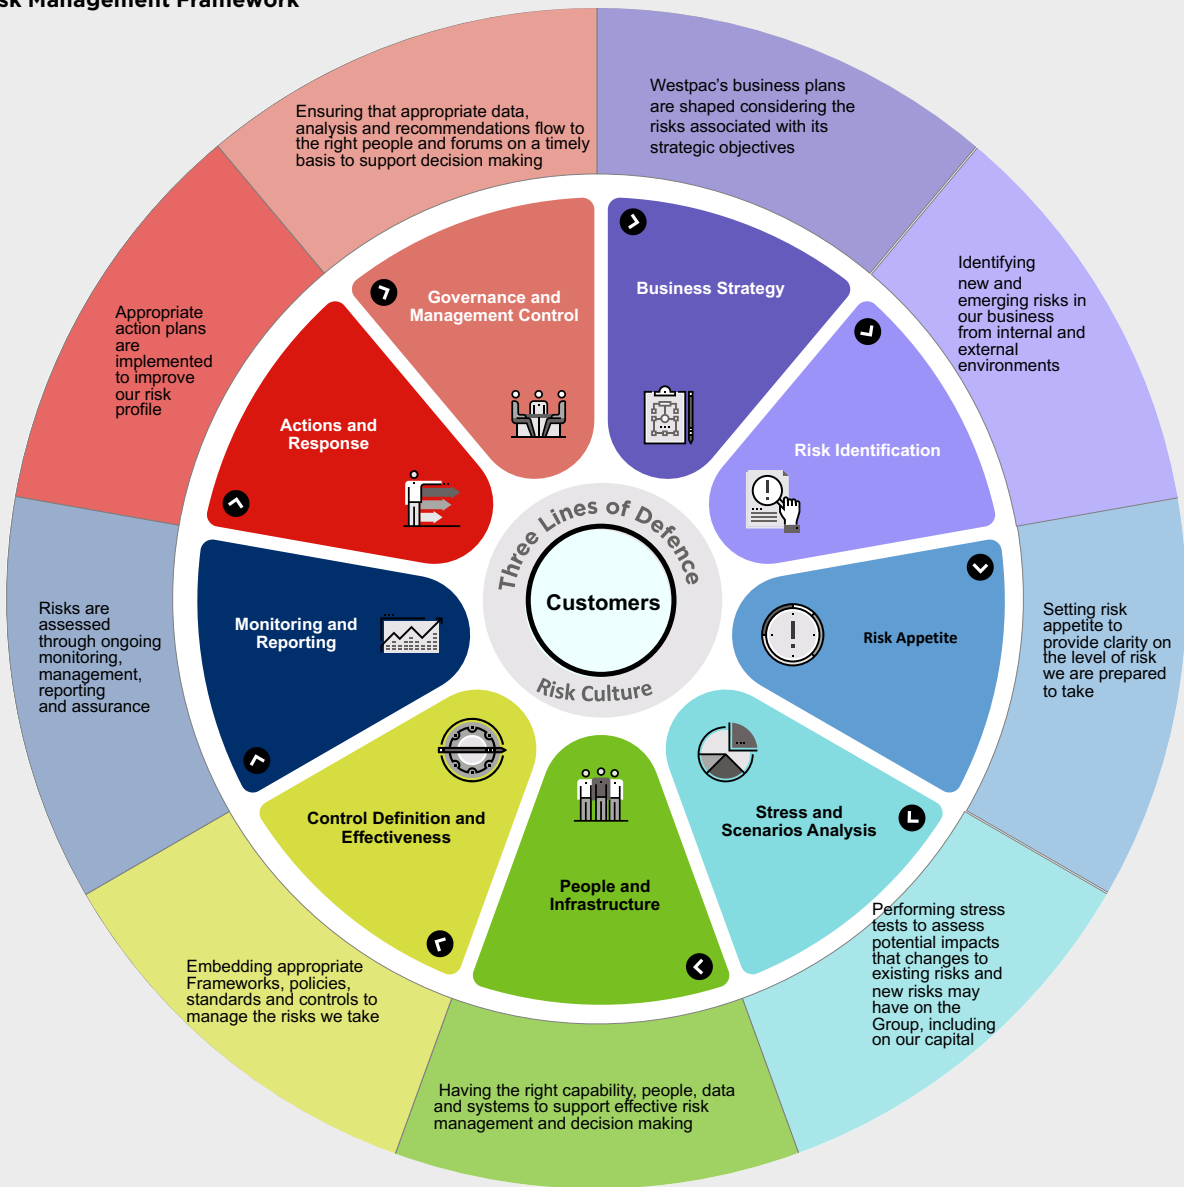 Management Framework
Ensuring that appropriate data,
analysis and recommendations flow to
the right people and forums on a timely
basis to support decision making
Westpac's business plans
are shaped considering the
risks associated with its
strategic objectives
Identifying
new and
emerging risks in
our business
from internal and
external
environments
Setting risk
appetite to
provide clarity on
the level of risk
we are prepared
to take
Performing stress
tests to assess
potential impacts
that changes to
existing risks and
new risks may
have on the
Group, including
on our capital
Having the right capability, people, data
and systems to support effective risk
management and decision making
Embedding appropriate
Frameworks, policies,
standards and controls to
manage the risks we take
Risks are
assessed
through ongoing
monitoring,
management,
reporting
and assurance
Appropriate
action plans
are
implemented
to improve
our risk
profile
Governance and
Management Control
Business Strategy
Risk Identification
Risk Appetite
Stress and
Scenarios Analysis
People and
Infrastructure
Control Definition and
Effectiveness
Monitoring and
Reporting
Actions and
Response
Three Lines of Defence
Customers
Risk Culture